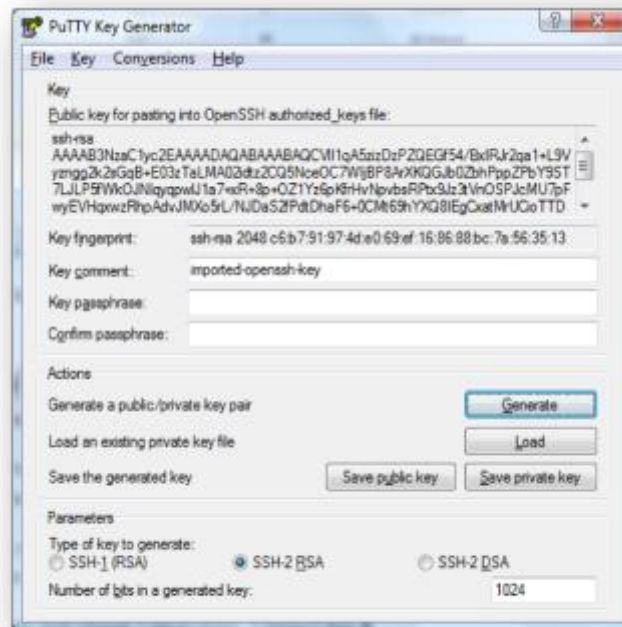 PuTTY Key Generator
File Key Conversions Help
Key
Public key for pasting into OpenSSH authorized_keys file:
ssh-rsa
Key fingerprint: ssh-rsa 2048 c6:b7:91:97:4d:e0:69:ef:16:86:88:bc:7a:56:35:13
Key comment: imported-openssh-key
Key passphrase:
Confirm passphrase:
Actions
Generate a public/private key pair Generate
Load an existing private key file Load
Save the generated key Save public key Save private key
Parameters
Type of key to generate:
SSH-1 (RSA) SSH-2 RSA SSH-2 DSA
Number of bits in a generated key: 1024